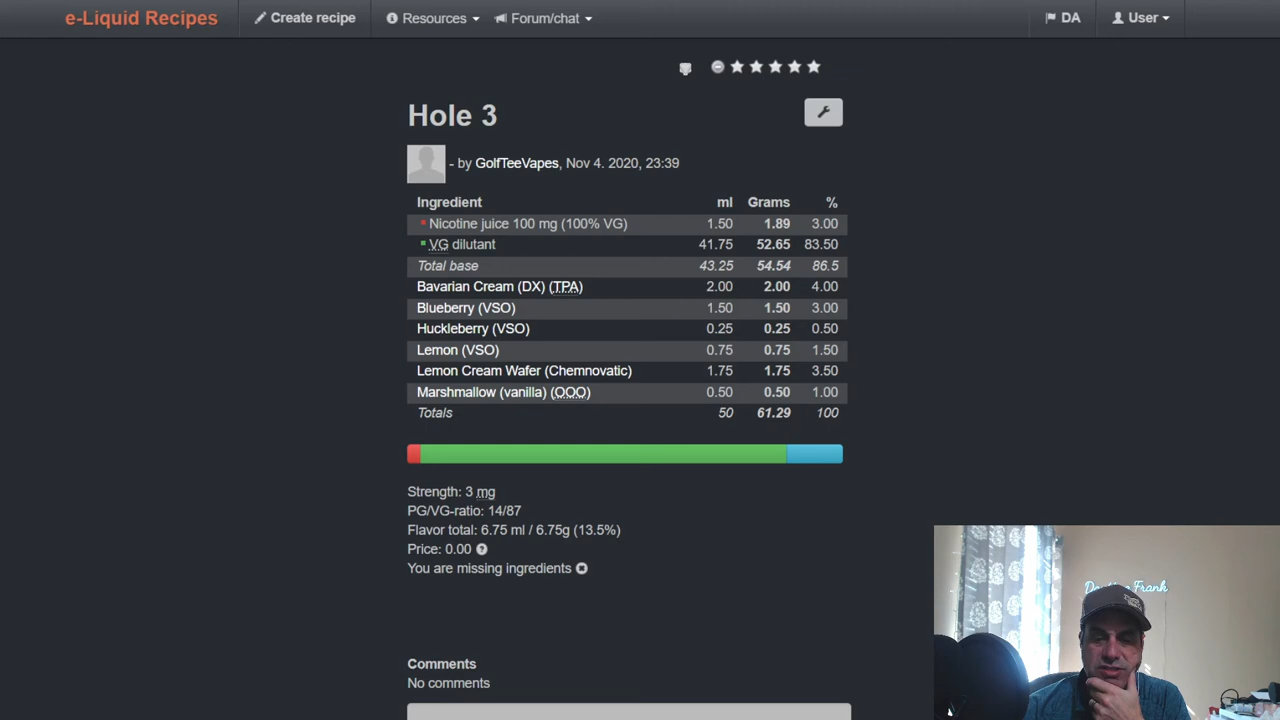 e-Liquid Recipes Create recipe Resources Forum/chat DA User
Hole 3
- by GolfTeeVapes, Nov 4. 2020, 23:39
Ingredient ml Grams %
Nicotine juice 100 mg (100% VG) 1.50 1.89 3.00
VG dilutant 41.75 52.65 83.50
Total base 43.25 54.54 86.5
Bavarian Cream (DX) (TPA) 2.00 2.00 4.00
Blueberry (VSO) 1.50 1.50 3.00
Huckleberry (VSO) 0.25 0.25 0.50
Lemon (VSO) 0.75 0.75 1.50
Lemon Cream Wafer (Chemnovatic) 1.75 1.75 3.50
Marshmallow (vanilla) (OOO) 0.50 0.50 1.00
Totals 50 61.29 100
Strength: 3 mg
PG/VG-ratio: 14/87
Flavor total: 6.75 ml / 6.75g (13.5%)
Price: 0.00
You are missing ingredients
Frank
Comments
No comments